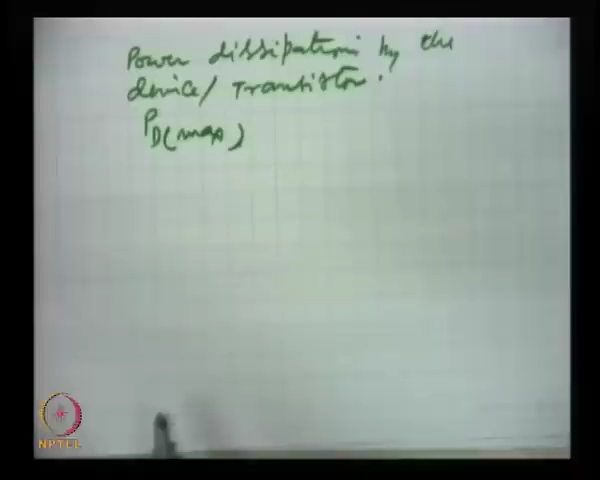 Power dissipation by the
device/ Transistor.
PD(max)
NPTEL